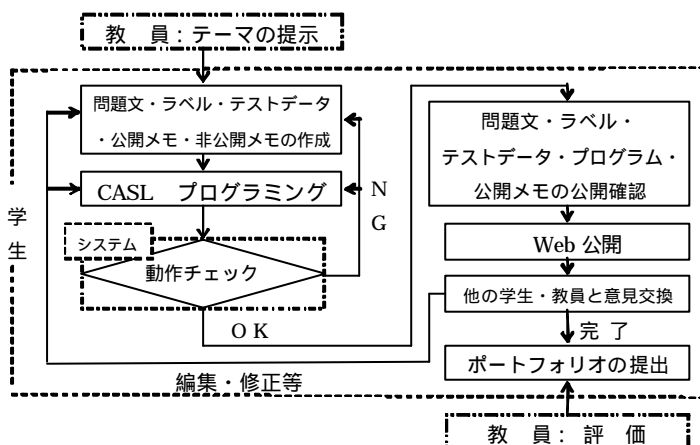 教 員：テーマの提示
問題文・ラベル・テストデータ
・公開メモ・非公開メモの作成
CASL プログラミング
NG
システム
動作チェック
OK
学生
編集・修正等
問題文・ラベル・
テストデータ・プログラム・
公開メモの公開確認
Web 公開
他の学生・教員と意見交換
完 了
ポートフォリオの提出
教 員： 評 価